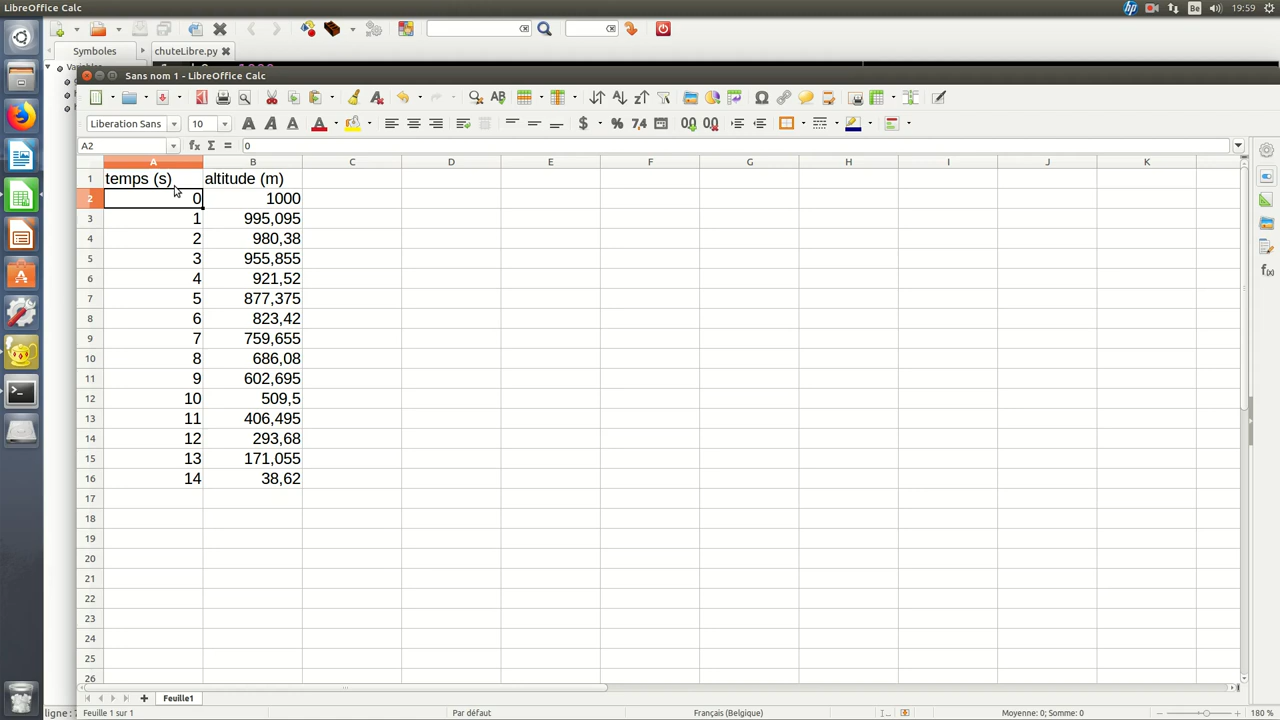 LibreOffice Calc
Be
19:59
Symboles
chuteLibre.py
Sans nom 1 - LibreOffice Calc
Liberation Sans
10
A2
0
A B C D E F G H I J K
1 temps (s) altitude (m)
2 0 1000
3 1 995,095
4 2 980,38
5 3 955,855
6 4 921,52
7 5 877,375
8 6 823,42
9 7 759,655
10 8 686,08
11 9 602,695
12 10 509,5
13 11 406,495
14 12 293,68
15 13 171,055
16 14 38,62
17
18
19
20
21
22
23
24
25
26
Feuille1
ligne :
Feuille 1 sur 1
Par défaut
Français (Belgique)
Moyenne: 0; Somme: 0
180 %